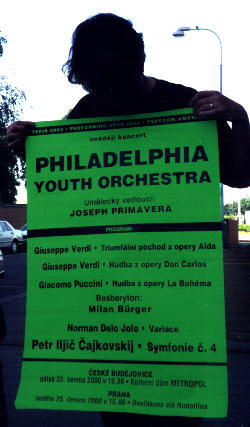 PERFORMING ARTS
uvádějí koncert
PHILADELPHIA
YOUTH ORCHESTRA
Umělecký vedoucí:
JOSEPH PRIMAVERA
PROGRAM:
Giuseppe Verdi • Triumfální pochod z opery Aida
Giuseppe Verdi • Hudba z opery Don Carlos
Giacomo Puccini • Hudba z opery La Bohéma
Basbaryton:
Milan Bürger
Norman Delo Jolo • Variace
Petr Iljič Čajkovskij • Symfonie č. 4
ČESKÉ BUDĚJOVICE
pátek 23. června 2000 v 19.30 • Kulturní dům METROPOL
PRAHA
neděle 25. června 2000 v 15.00 • Dvořákova síň Rudolfina